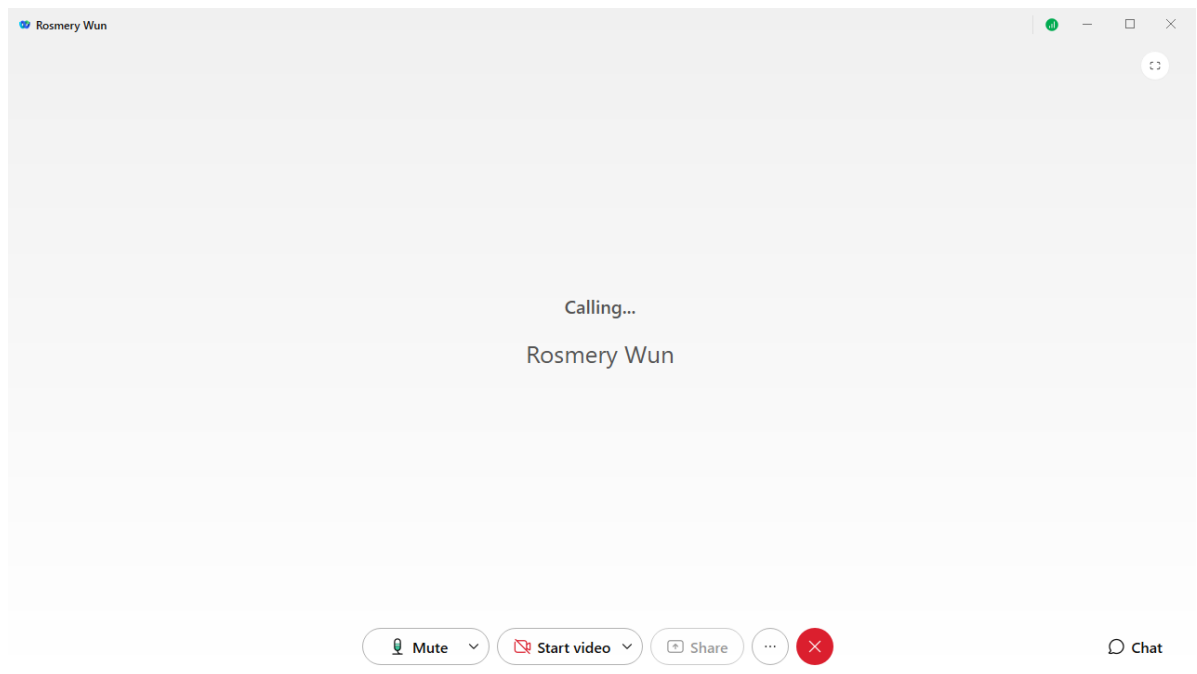 Rosmery Wun
Calling...
Rosmery Wun
Mute
Start video
Share
Chat